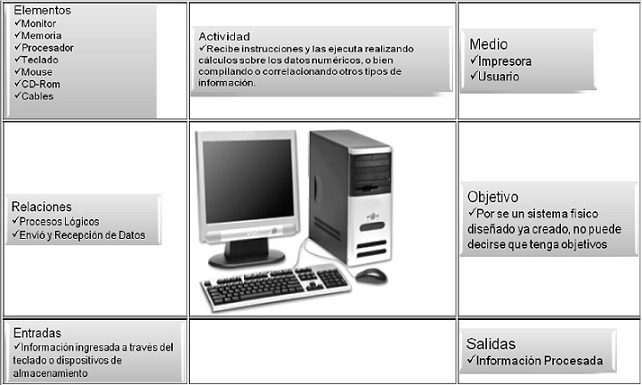 Elementos
✓Monitor
✓Memoria
✓Procesador
✓Teclado
✓Mouse
✓CD-Rom
✓Cables
Actividad
✓Recibe instrucciones y las ejecuta realizando
cálculos sobre los datos numéricos, o bien
compilando o correlacionando otros tipos de
información.
Medio
✓Impresora
✓Usuario
Relaciones
✓Procesos Lógicos
✓Envió y Recepción de Datos
Objetivo
✓Por se un sistema físico
diseñado ya creado, no puede
decirse que tenga objetivos
Entradas
✓Información ingresada a través del
teclado o dispositivos de
almacenamiento
Salidas
✓Información Procesada